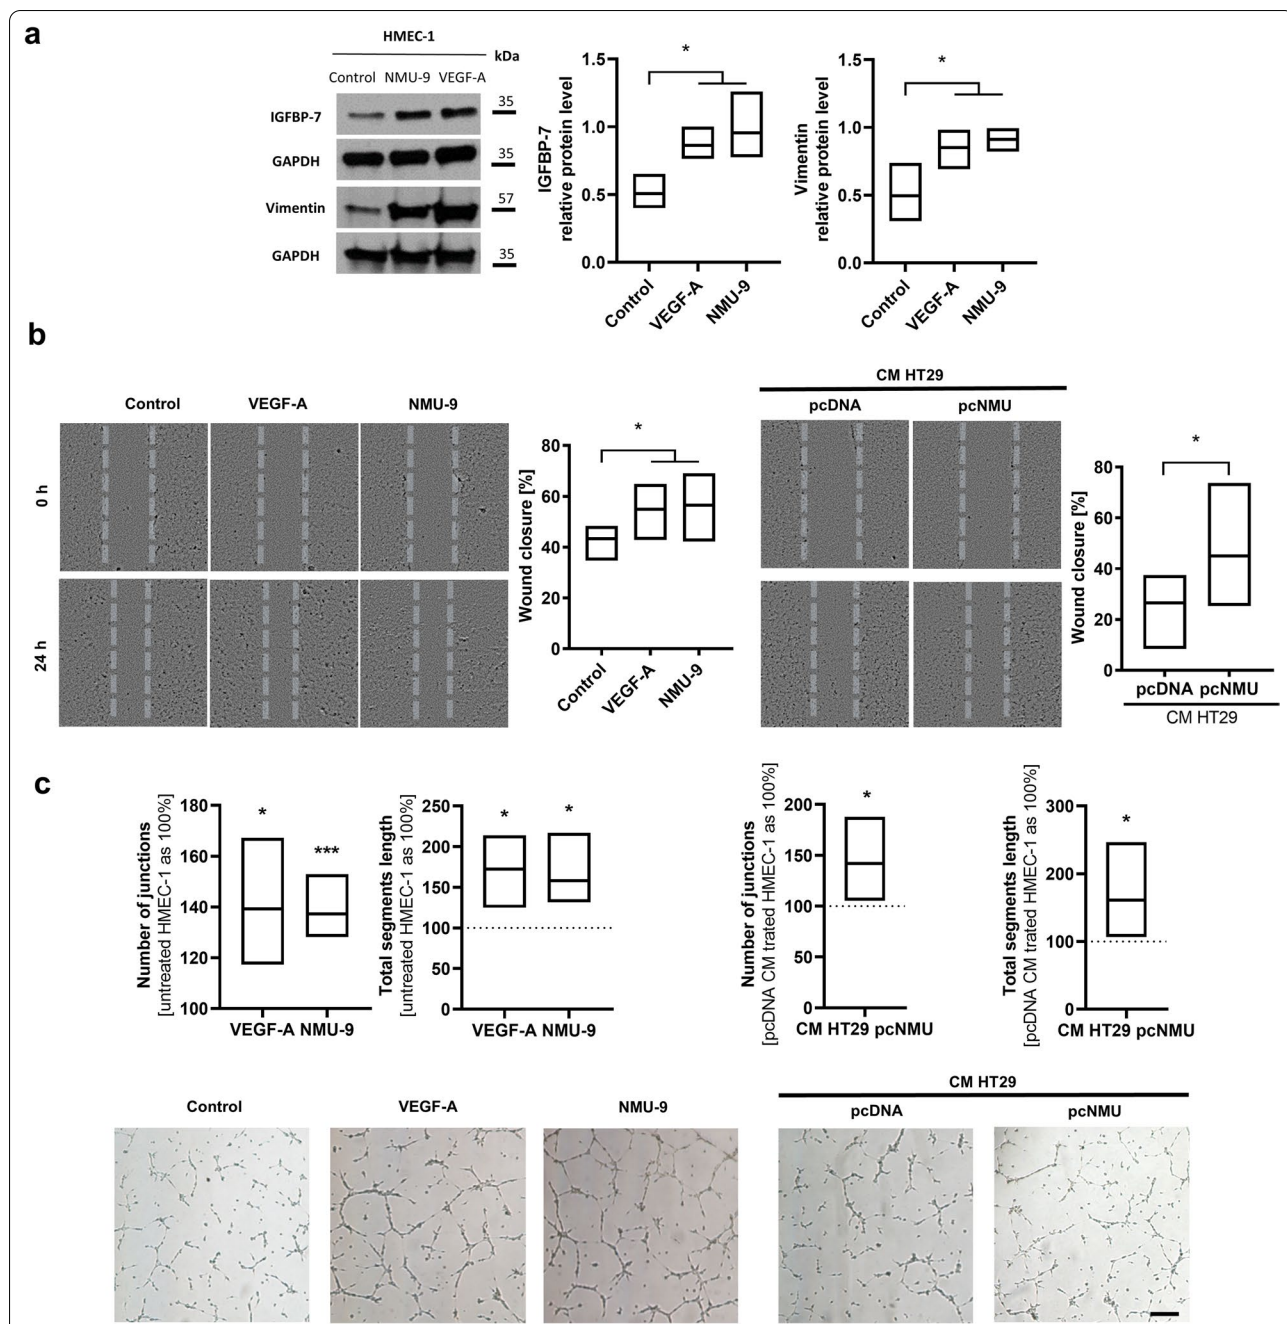 a
HMEC-1
kDa
Control NMU-9 VEGF-A
IGFBP-7
35
GAPDH
35
Vimentin
57
GAPDH
35
IGFBP-7
relative protein level
1.5
1.0
0.5
0.0
*
Control
VEGF-A
NMU-9
Vimentin
relative protein level
1.5
1.0
0.5
0.0
*
Control
VEGF-A
NMU-9
b
Control VEGF-A NMU-9
0 h
24 h
Wound closure [%]
80
60
40
20
0
*
Control
VEGF-A
NMU-9
CM HT29
pcDNA pcNMU
Wound closure [%]
80
60
40
20
0
*
pcDNA pcNMU
CM HT29
c
Number of junctions
[untreated HMEC-1 as 100%]
180
160
140
120
100
*
***
VEGF-A NMU-9
Total segments length
[untreated HMEC-1 as 100%]
250
200
150
100
50
0
*
*
VEGF-A NMU-9
Number of junctions
[pcDNA CM trated HMEC-1 as 100%]
200
150
100
50
0
*
CM HT29 pcNMU
Total segments length
[pcDNA CM trated HMEC-1 as 100%]
300
200
100
0
*
CM HT29 pcNMU
Control VEGF-A NMU-9
CM HT29
pcDNA pcNMU